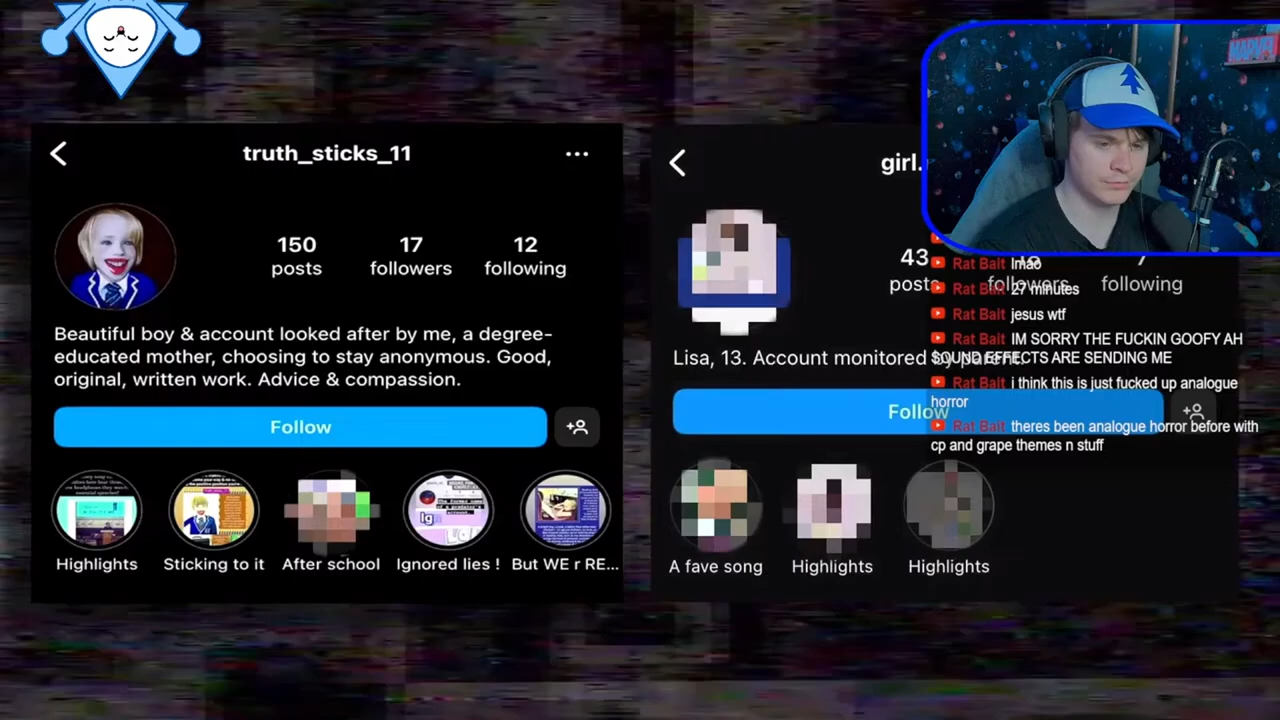 truth_sticks_11
150
posts
17
followers
12
following
Beautiful boy & account looked after by me, a degree-
educated mother, choosing to stay anonymous. Good,
original, written work. Advice & compassion.
Follow
Highlights
Sticking to it
After school
Ignored lies !
But WE r RE...
girl.
43
posts
followers
7
following
Lisa, 13. Account monitored by parent.
Follow
A fave song
Highlights
Highlights
MARVEL
Rat Bait lmao
Rat Bait 27 minutes
Rat Bait jesus wtf
Rat Bait IM SORRY THE FUCKIN GOOFY AH
SOUND EFFECTS ARE SENDING ME
Rat Bait i think this is just fucked up analogue
horror
Rat Bait theres been analogue horror before with
cp and grape themes n stuff